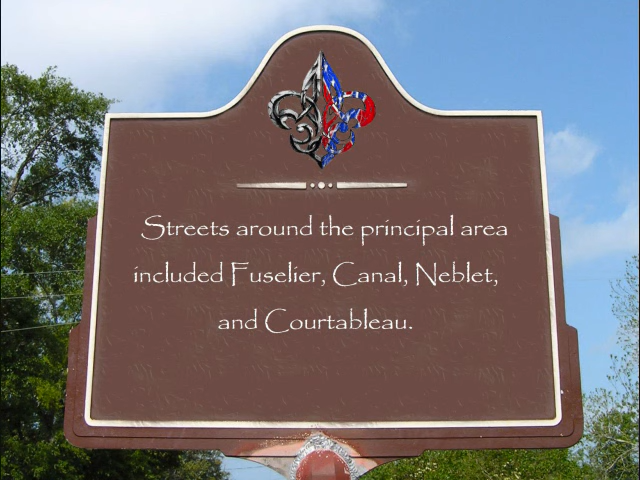 Streets around the principal area
included Fuselier, Canal, Neblet,
and Courtableau.